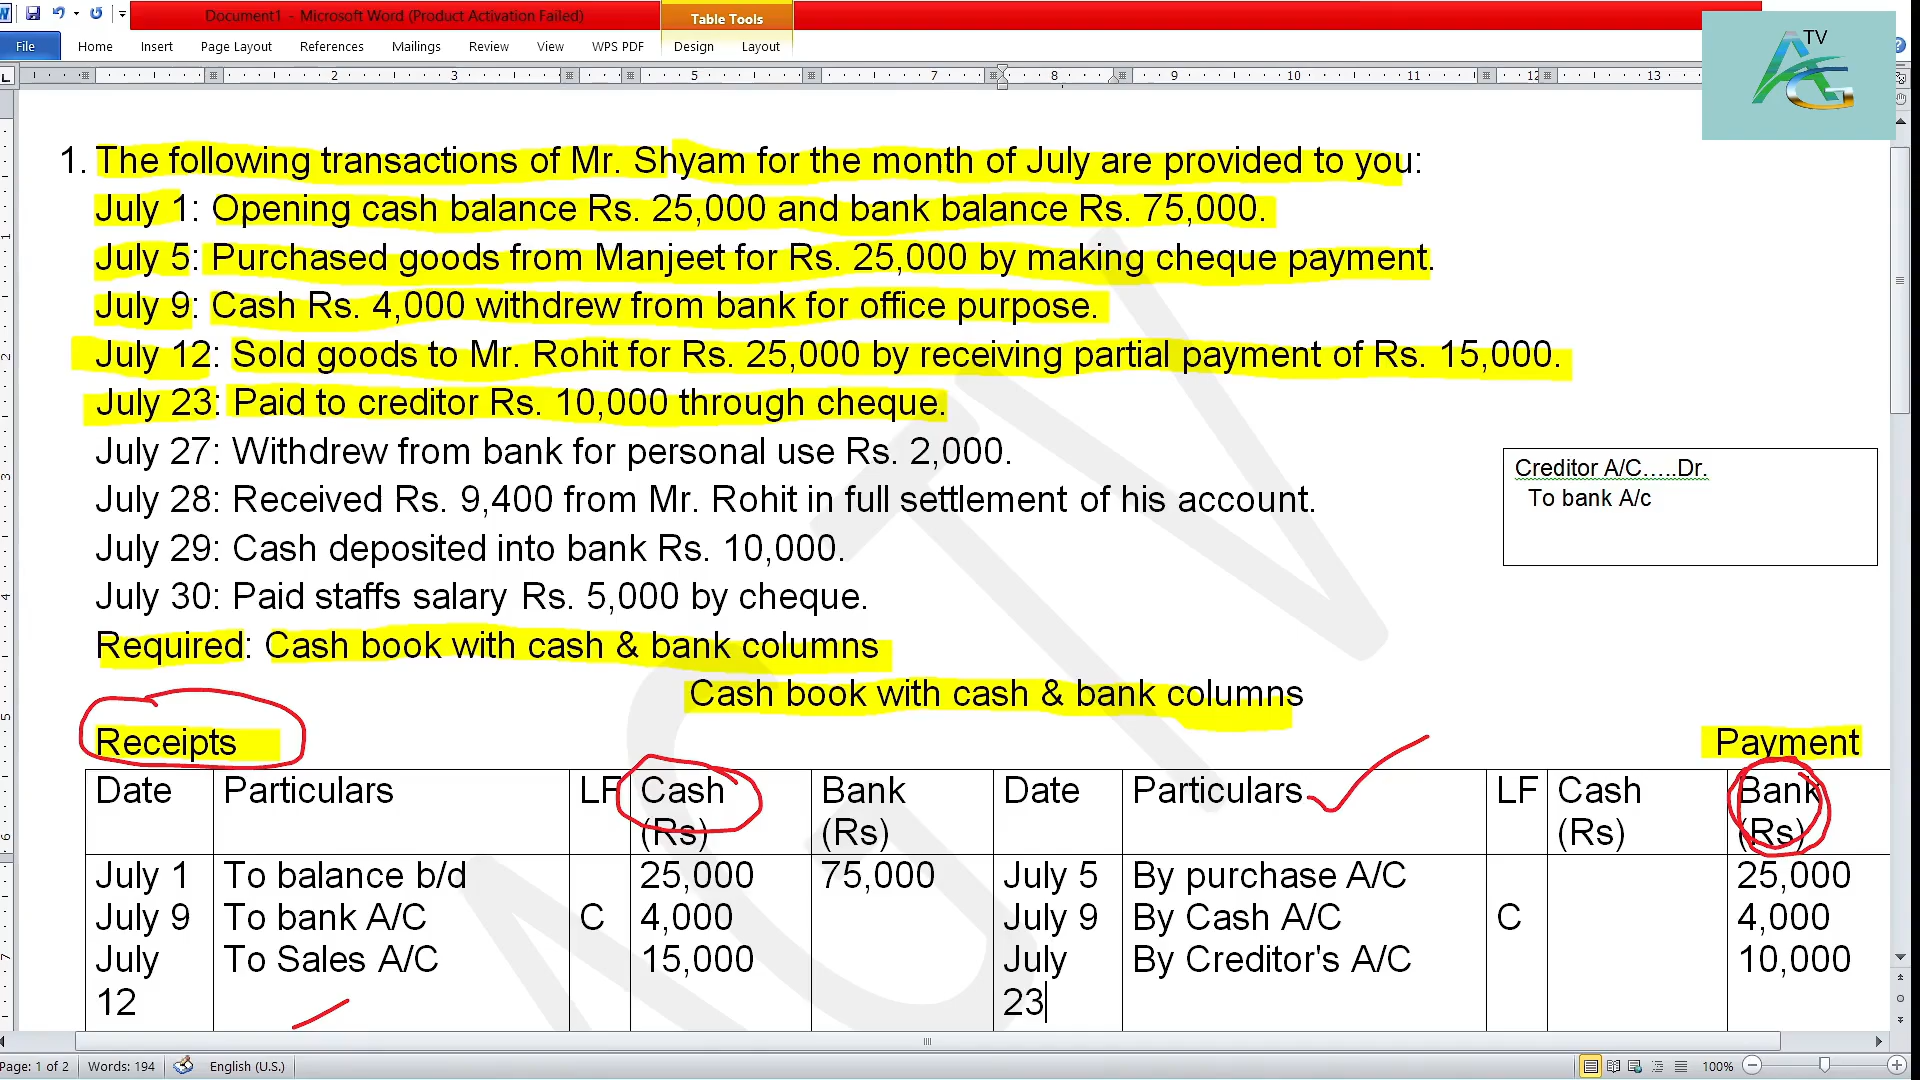 Document1 - Microsoft Word (Product Activation Failed)
Table Tools
File Home Insert Page Layout References Mailings Review View WPS PDF Design Layout
TV
AG
2 3 5 7 8 9 10 11 12 13
1. The following transactions of Mr. Shyam for the month of July are provided to you:
July 1: Opening cash balance Rs. 25,000 and bank balance Rs. 75,000.
July 5: Purchased goods from Manjeet for Rs. 25,000 by making cheque payment.
July 9: Cash Rs. 4,000 withdrew from bank for office purpose.
July 12: Sold goods to Mr. Rohit for Rs. 25,000 by receiving partial payment of Rs. 15,000.
July 23: Paid to creditor Rs. 10,000 through cheque.
July 27: Withdrew from bank for personal use Rs. 2,000.
July 28: Received Rs. 9,400 from Mr. Rohit in full settlement of his account.
July 29: Cash deposited into bank Rs. 10,000.
July 30: Paid staffs salary Rs. 5,000 by cheque.
Creditor A/C.....Dr.
To bank A/c
Required: Cash book with cash & bank columns
Cash book with cash & bank columns
Receipts Payment
Date Particulars LF Cash (Rs) Bank (Rs) Date Particulars LF Cash (Rs) Bank (Rs)
July 1 To balance b/d 25,000 75,000 July 5 By purchase A/C 25,000
July 9 To bank A/C C 4,000 July 9 By Cash A/C C 4,000
July 12 To Sales A/C 15,000 July 23 By Creditor's A/C 10,000
Page: 1 of 2 Words: 194 English (U.S.) 100%